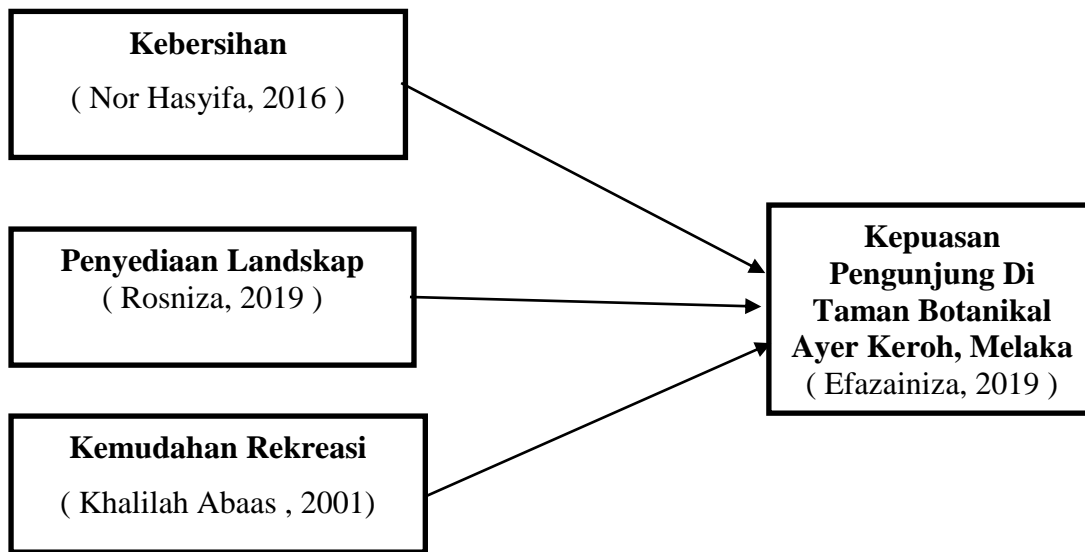 Kebersihan
( Nor Hasyifa, 2016 )
Penyediaan Landskap
( Rosniza, 2019 )
Kemudahan Rekreasi
( Khalilah Abaas , 2001)
Kepuasan
Pengunjung Di
Taman Botanikal
Ayer Keroh, Melaka
( Efazainiza, 2019 )